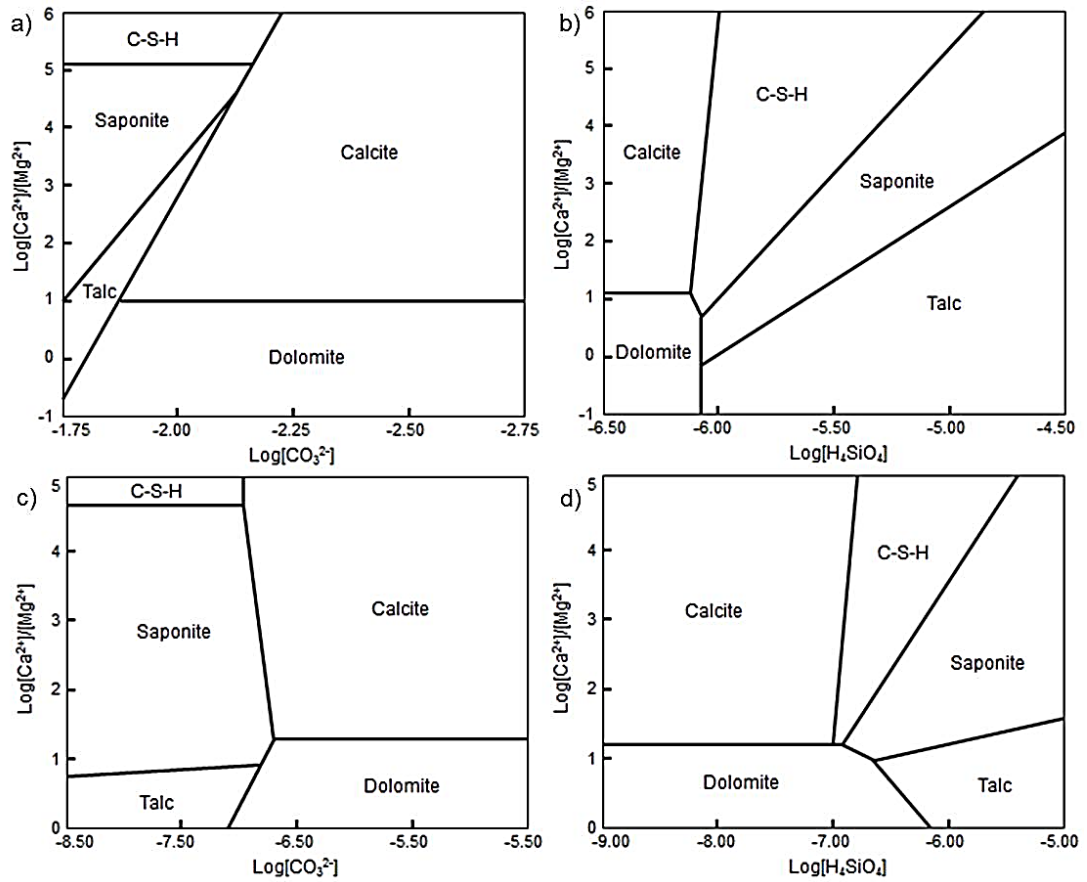 a)
6
5
4
3
2
1
0
-1
Log[Ca²⁺]/[Mg²⁺]
C-S-H
Saponite
Calcite
Talc
Dolomite
-1.75 -2.00 -2.25 -2.50 -2.75
Log[CO₃²⁻]
b)
6
5
4
3
2
1
0
-1
Log[Ca²⁺]/[Mg²⁺]
C-S-H
Calcite
Saponite
Talc
Dolomite
-6.50 -6.00 -5.50 -5.00 -4.50
Log[H₄SiO₄]
c)
5
4
3
2
1
0
Log[Ca²⁺]/[Mg²⁺]
C-S-H
Calcite
Saponite
Dolomite
Talc
-8.50 -7.50 -6.50 -5.50 -5.50
Log[CO₃²⁻]
d)
5
4
3
2
1
0
Log[Ca²⁺]/[Mg²⁺]
C-S-H
Calcite
Saponite
Dolomite
Talc
-9.00 -8.00 -7.00 -6.00 -5.00
Log[H₄SiO₄]